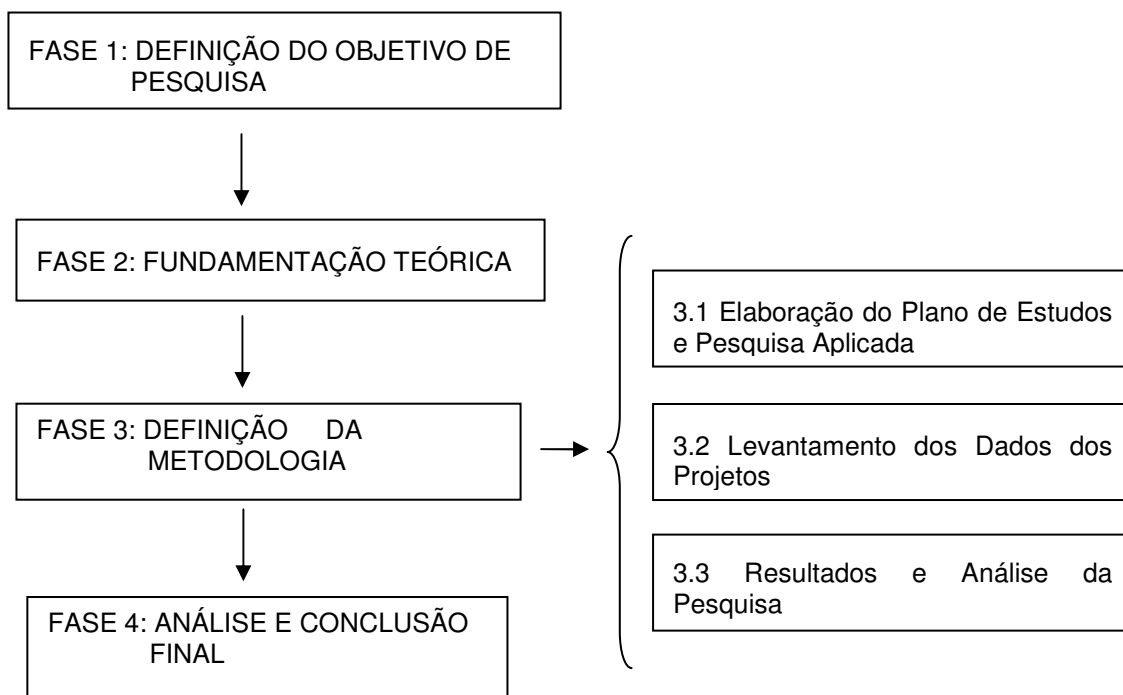 FASE 1: DEFINIÇÃO DO OBJETIVO DE
PESQUISA
FASE 2: FUNDAMENTAÇÃO TEÓRICA
FASE 3: DEFINIÇÃO DA
METODOLOGIA
FASE 4: ANÁLISE E CONCLUSÃO
FINAL
3.1 Elaboração do Plano de Estudos
e Pesquisa Aplicada
3.2 Levantamento dos Dados dos
Projetos
3.3 Resultados e Análise da
Pesquisa